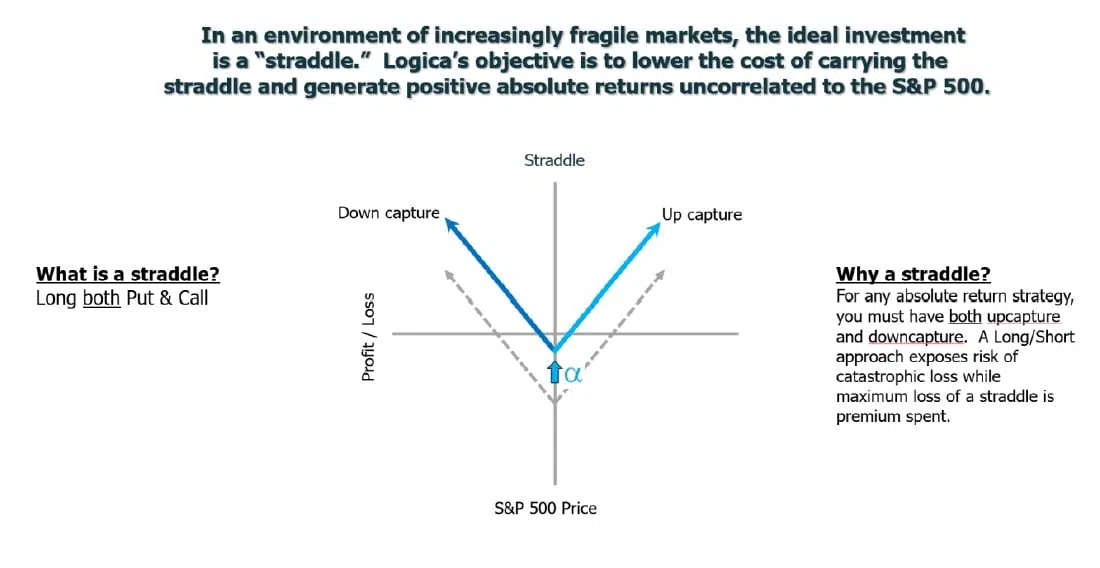 In an environment of increasingly fragile markets, the ideal investment
is a “straddle.” Logica’s objective is to lower the cost of carrying the
straddle and generate positive absolute returns uncorrelated to the S&P 500.
Straddle
Down capture
Up capture
What is a straddle?
Long both Put & Call
Profit / Loss
α
S&P 500 Price
Why a straddle?
For any absolute return strategy,
you must have both upcapture
and downcapture. A Long/Short
approach exposes risk of
catastrophic loss while
maximum loss of a straddle is
premium spent.